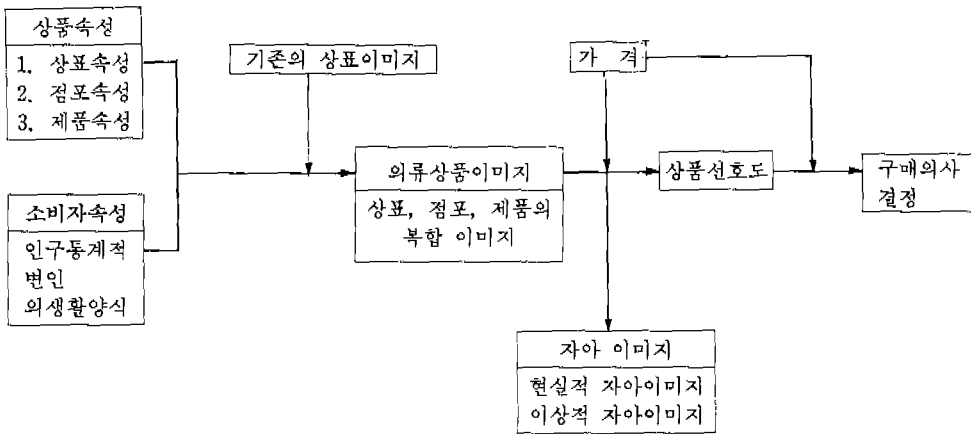 상품속성
1. 상표속성
2. 점포속성
3. 제품속성
기존의 상표이미지
가 격
의류상품이미지
상표, 점포, 제품의
복합 이미지
상품선호도
구매의사
결정
소비자속성
인구통계적
변인
의생활양식
자아 이미지
현실적 자아이미지
이상적 자아이미지